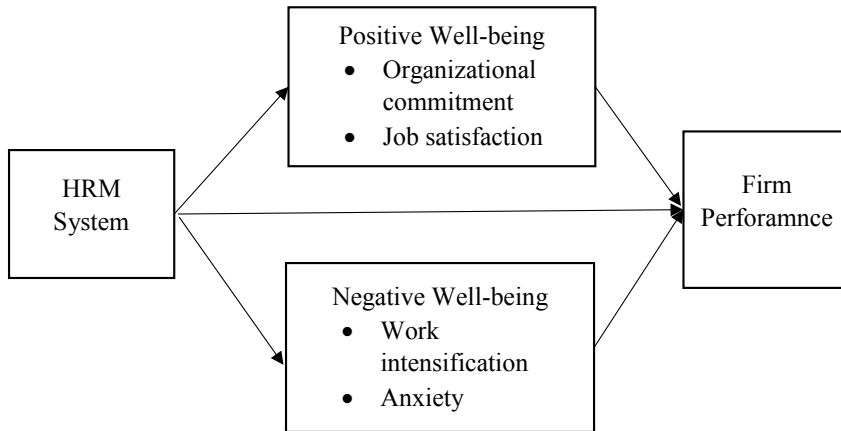 Positive Well-being
• Organizational
commitment
• Job satisfaction
HRM
System
Firm
Perforamnce
Negative Well-being
• Work
intensification
• Anxiety